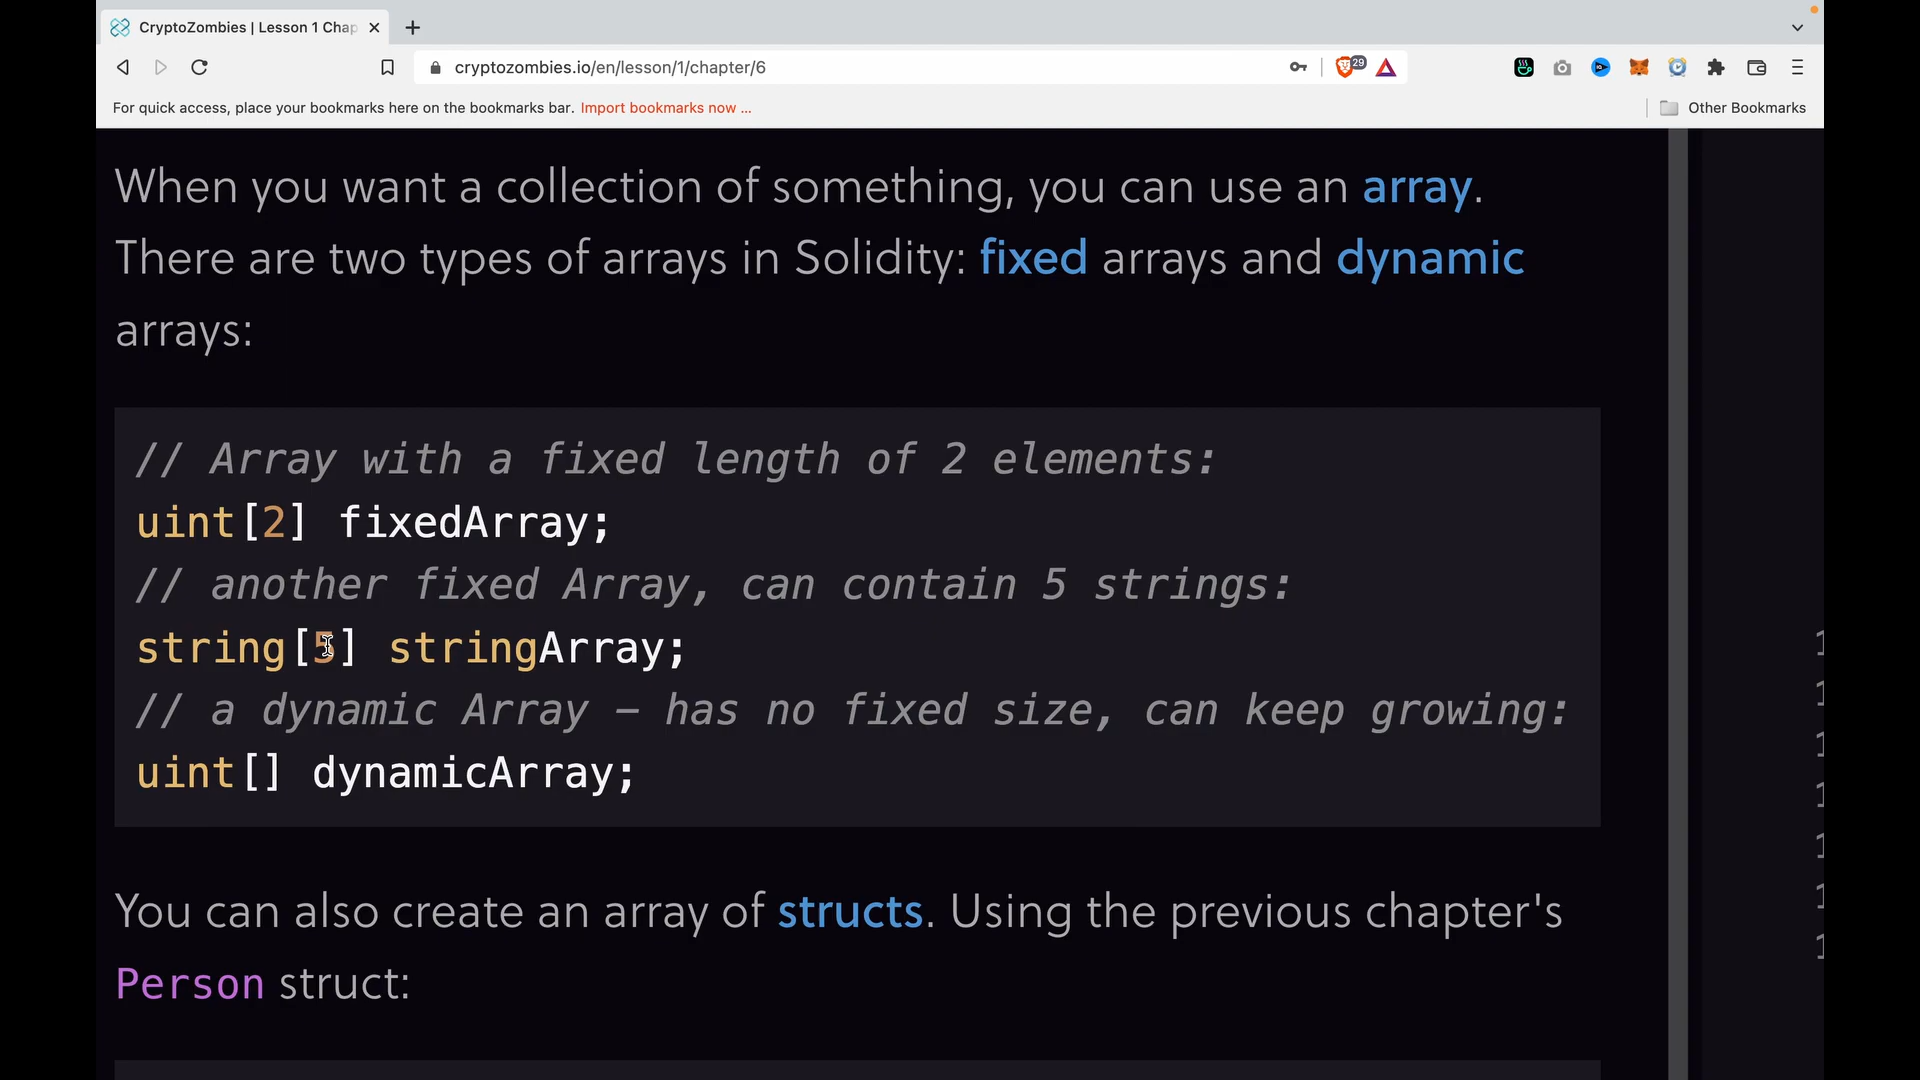 CryptoZombies | Lesson 1 Chap
cryptozombies.io/en/lesson/1/chapter/6
29
For quick access, place your bookmarks here on the bookmarks bar. Import bookmarks now ...
Other Bookmarks
When you want a collection of something, you can use an array.
There are two types of arrays in Solidity: fixed arrays and dynamic
arrays:
// Array with a fixed length of 2 elements:
uint[2] fixedArray;
// another fixed Array, can contain 5 strings:
string[5] stringArray;
// a dynamic Array – has no fixed size, can keep growing:
uint[] dynamicArray;
You can also create an array of structs. Using the previous chapter's
Person struct: